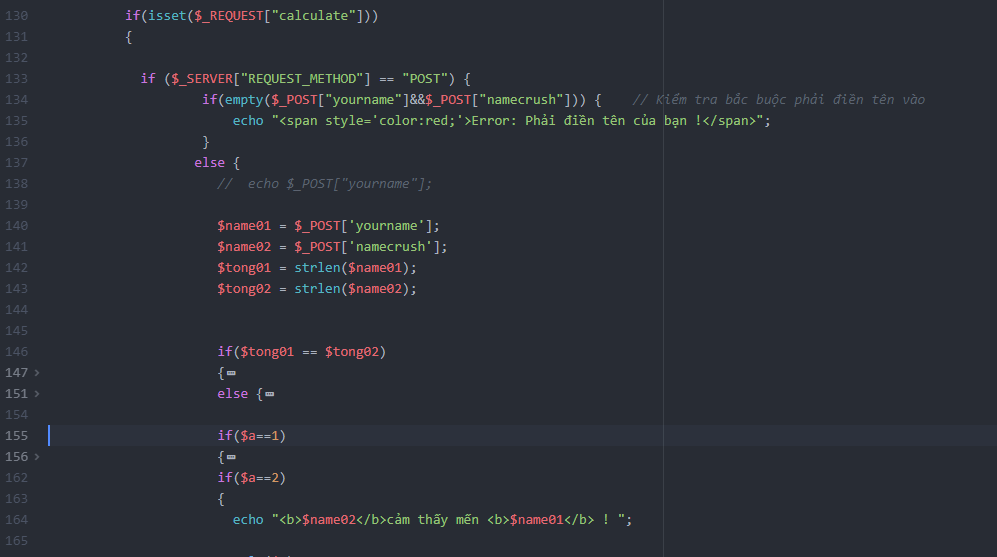 130 if(isset($_REQUEST["calculate"]))
131 {
132
133 if ($_SERVER["REQUEST_METHOD"] == "POST") {
134 if(empty($_POST["yourname"]&&$_POST["namecrush"])) { // Kiểm tra bắc buộc phải điền tên vào
135 echo "<span style='color:red;'>Error: Phải điền tên của bạn !</span>";
136 }
137 else {
138 // echo $_POST["yourname"];
139
140 $name01 = $_POST['yourname'];
141 $name02 = $_POST['namecrush'];
142 $tong01 = strlen($name01);
143 $tong02 = strlen($name02);
144
145
146 if($tong01 == $tong02)
147 {
151 else {
154
155 if($a==1)
156 {
162 if($a==2)
163 {
164 echo "<b>$name02</b>cảm thấy mến <b>$name01</b> ! ";
165